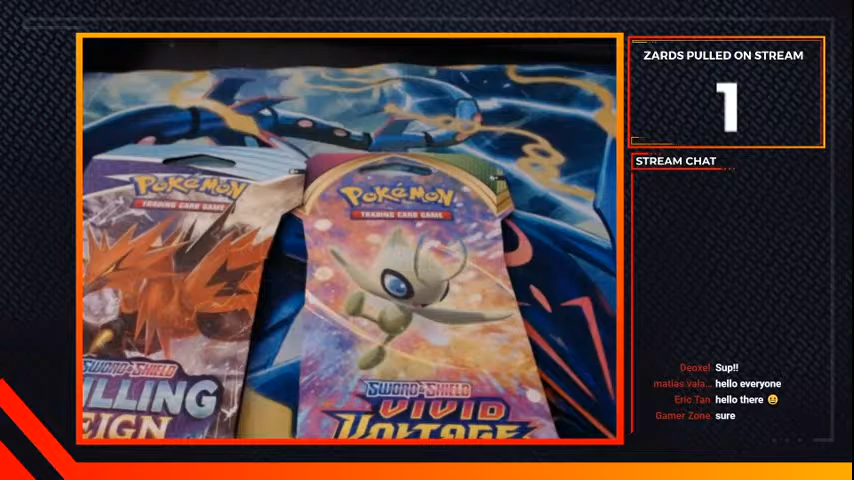 ZARDS PULLED ON STREAM
1
STREAM CHAT
POKéMON
TRADING CARD GAME
SWORD & SHIELD
LLING
EIGN
POKéMON
TRADING CARD GAME
SWORD & SHIELD
VIVID
VOLTAGE
Deoxel Sup!!
matias vala... hello everyone
Eric Tan hello there 😆
Gamer Zone sure